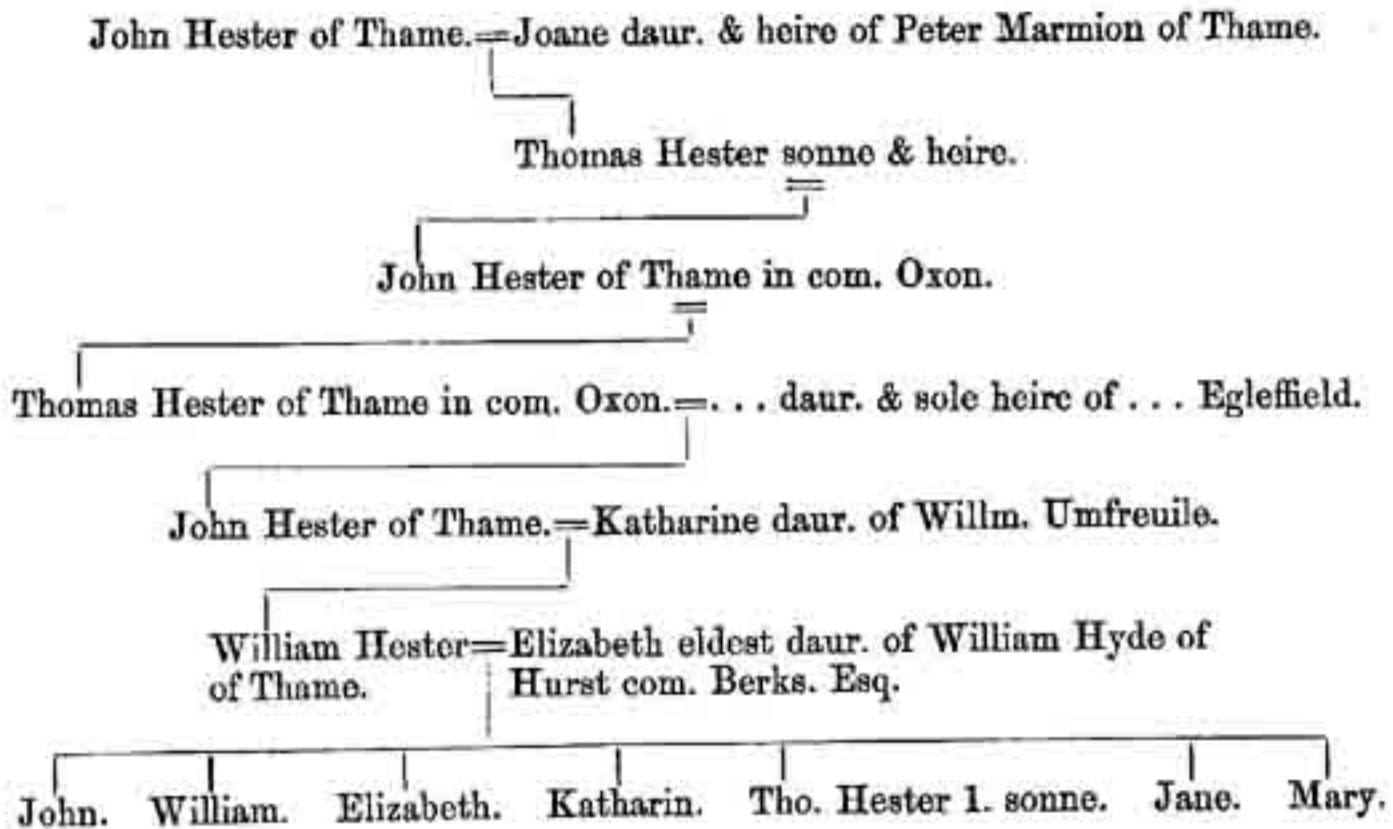 John Hester of Thame.=Joane daur. & heire of Peter Marmion of Thame.
Thomas Hester sonne & heire.
John Hester of Thame in com. Oxon.
Thomas Hester of Thame in com. Oxon.=. . . daur. & sole heire of . . . Egleffield.
John Hester of Thame.=Katharine daur. of Willm. Umfreuile.
William Hester=Elizabeth eldest daur. of William Hyde of
of Thame. Hurst com. Berks. Esq.
John. William. Elizabeth. Katharin. Tho. Hester 1. sonne. Jane. Mary.